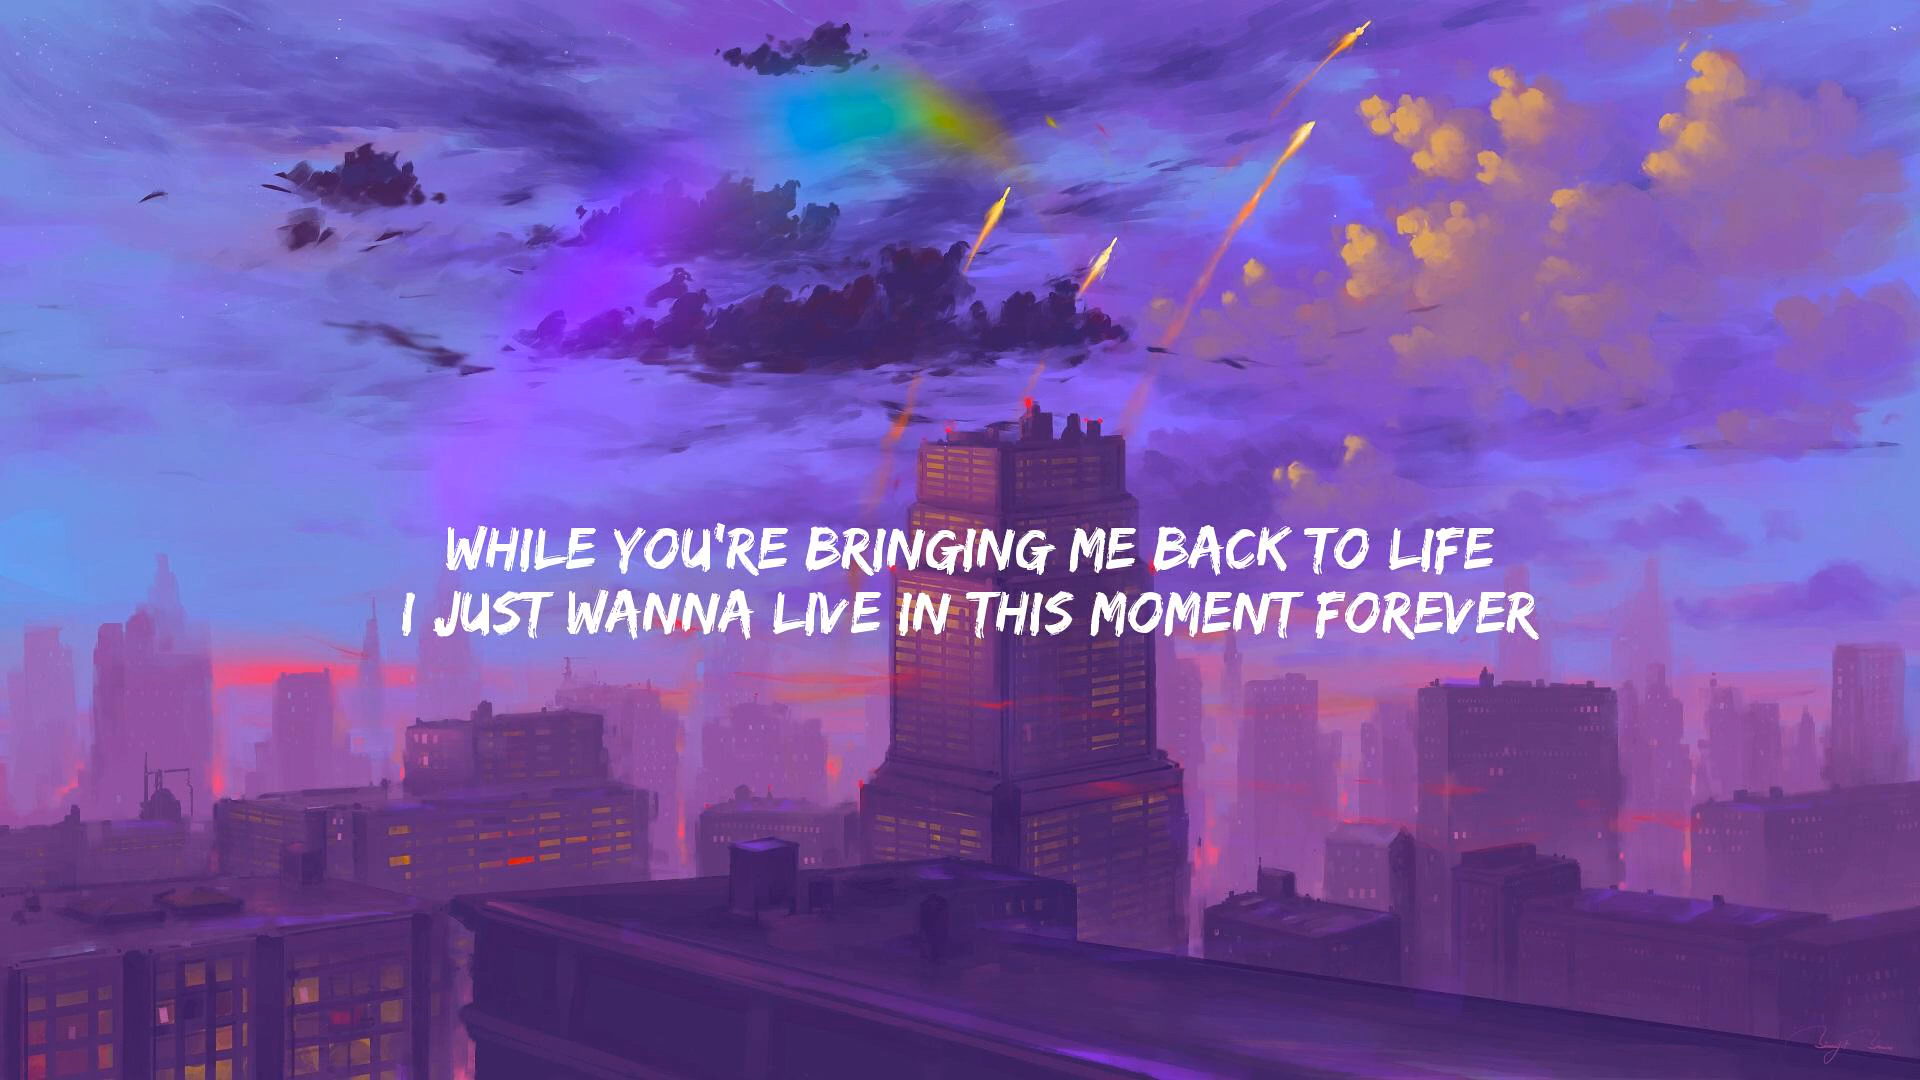 WHILE YOU'RE BRINGING ME BACK TO LIFE
I JUST WANNA LIVE IN THIS MOMENT FOREVER